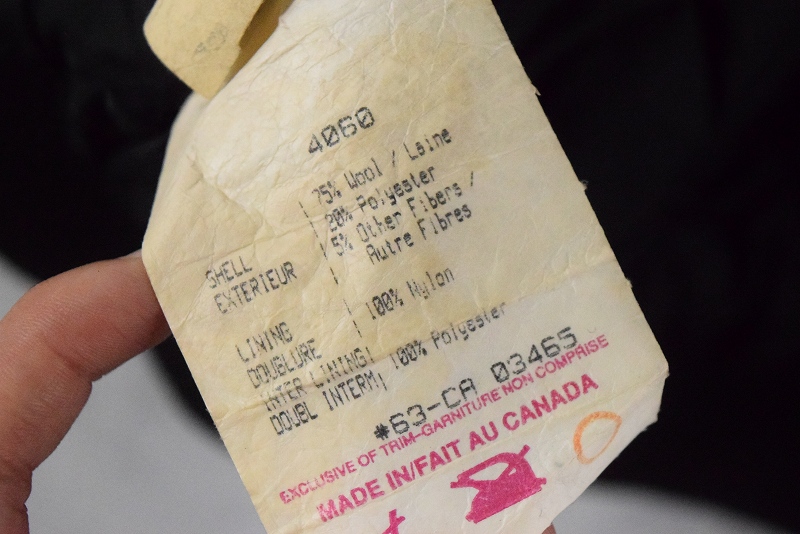 4060
75% Wool / Laine
20% Polyester
5% Other Fibers /
Autre Fibres
SHELL
EXTERIEUR
100% Nylon
LINING
DOUBLURE
INTER LINING|
DOUBL INTERM| 100% Polyester
*63-CA 03465
EXCLUSIVE OF TRIM-GARNITURE NON COMPRISE
MADE IN/FAIT AU CANADA